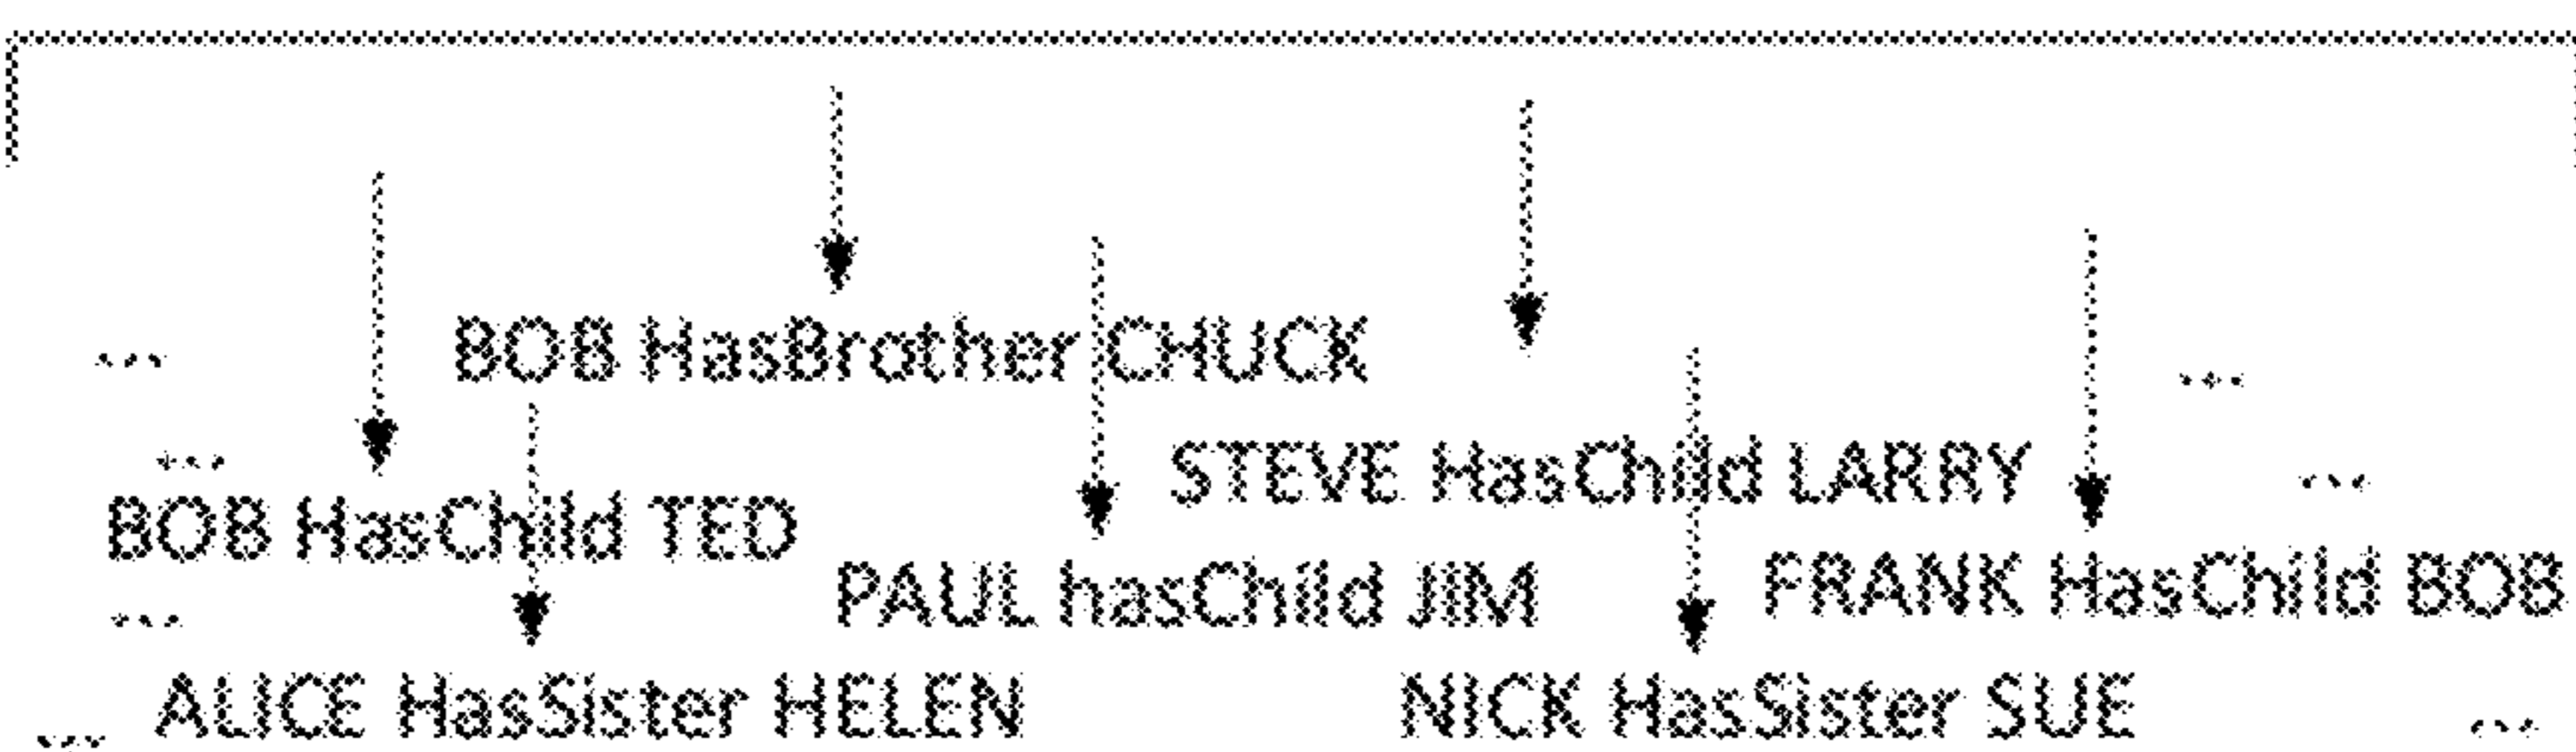 ... BOB HasBrother CHUCK ...
... STEVE HasChild LARRY ...
BOB HasChild TED
PAUL hasChild JIM FRANK HasChild BOB
...
ALICE HasSister HELEN NICK HasSister SUE
... ...